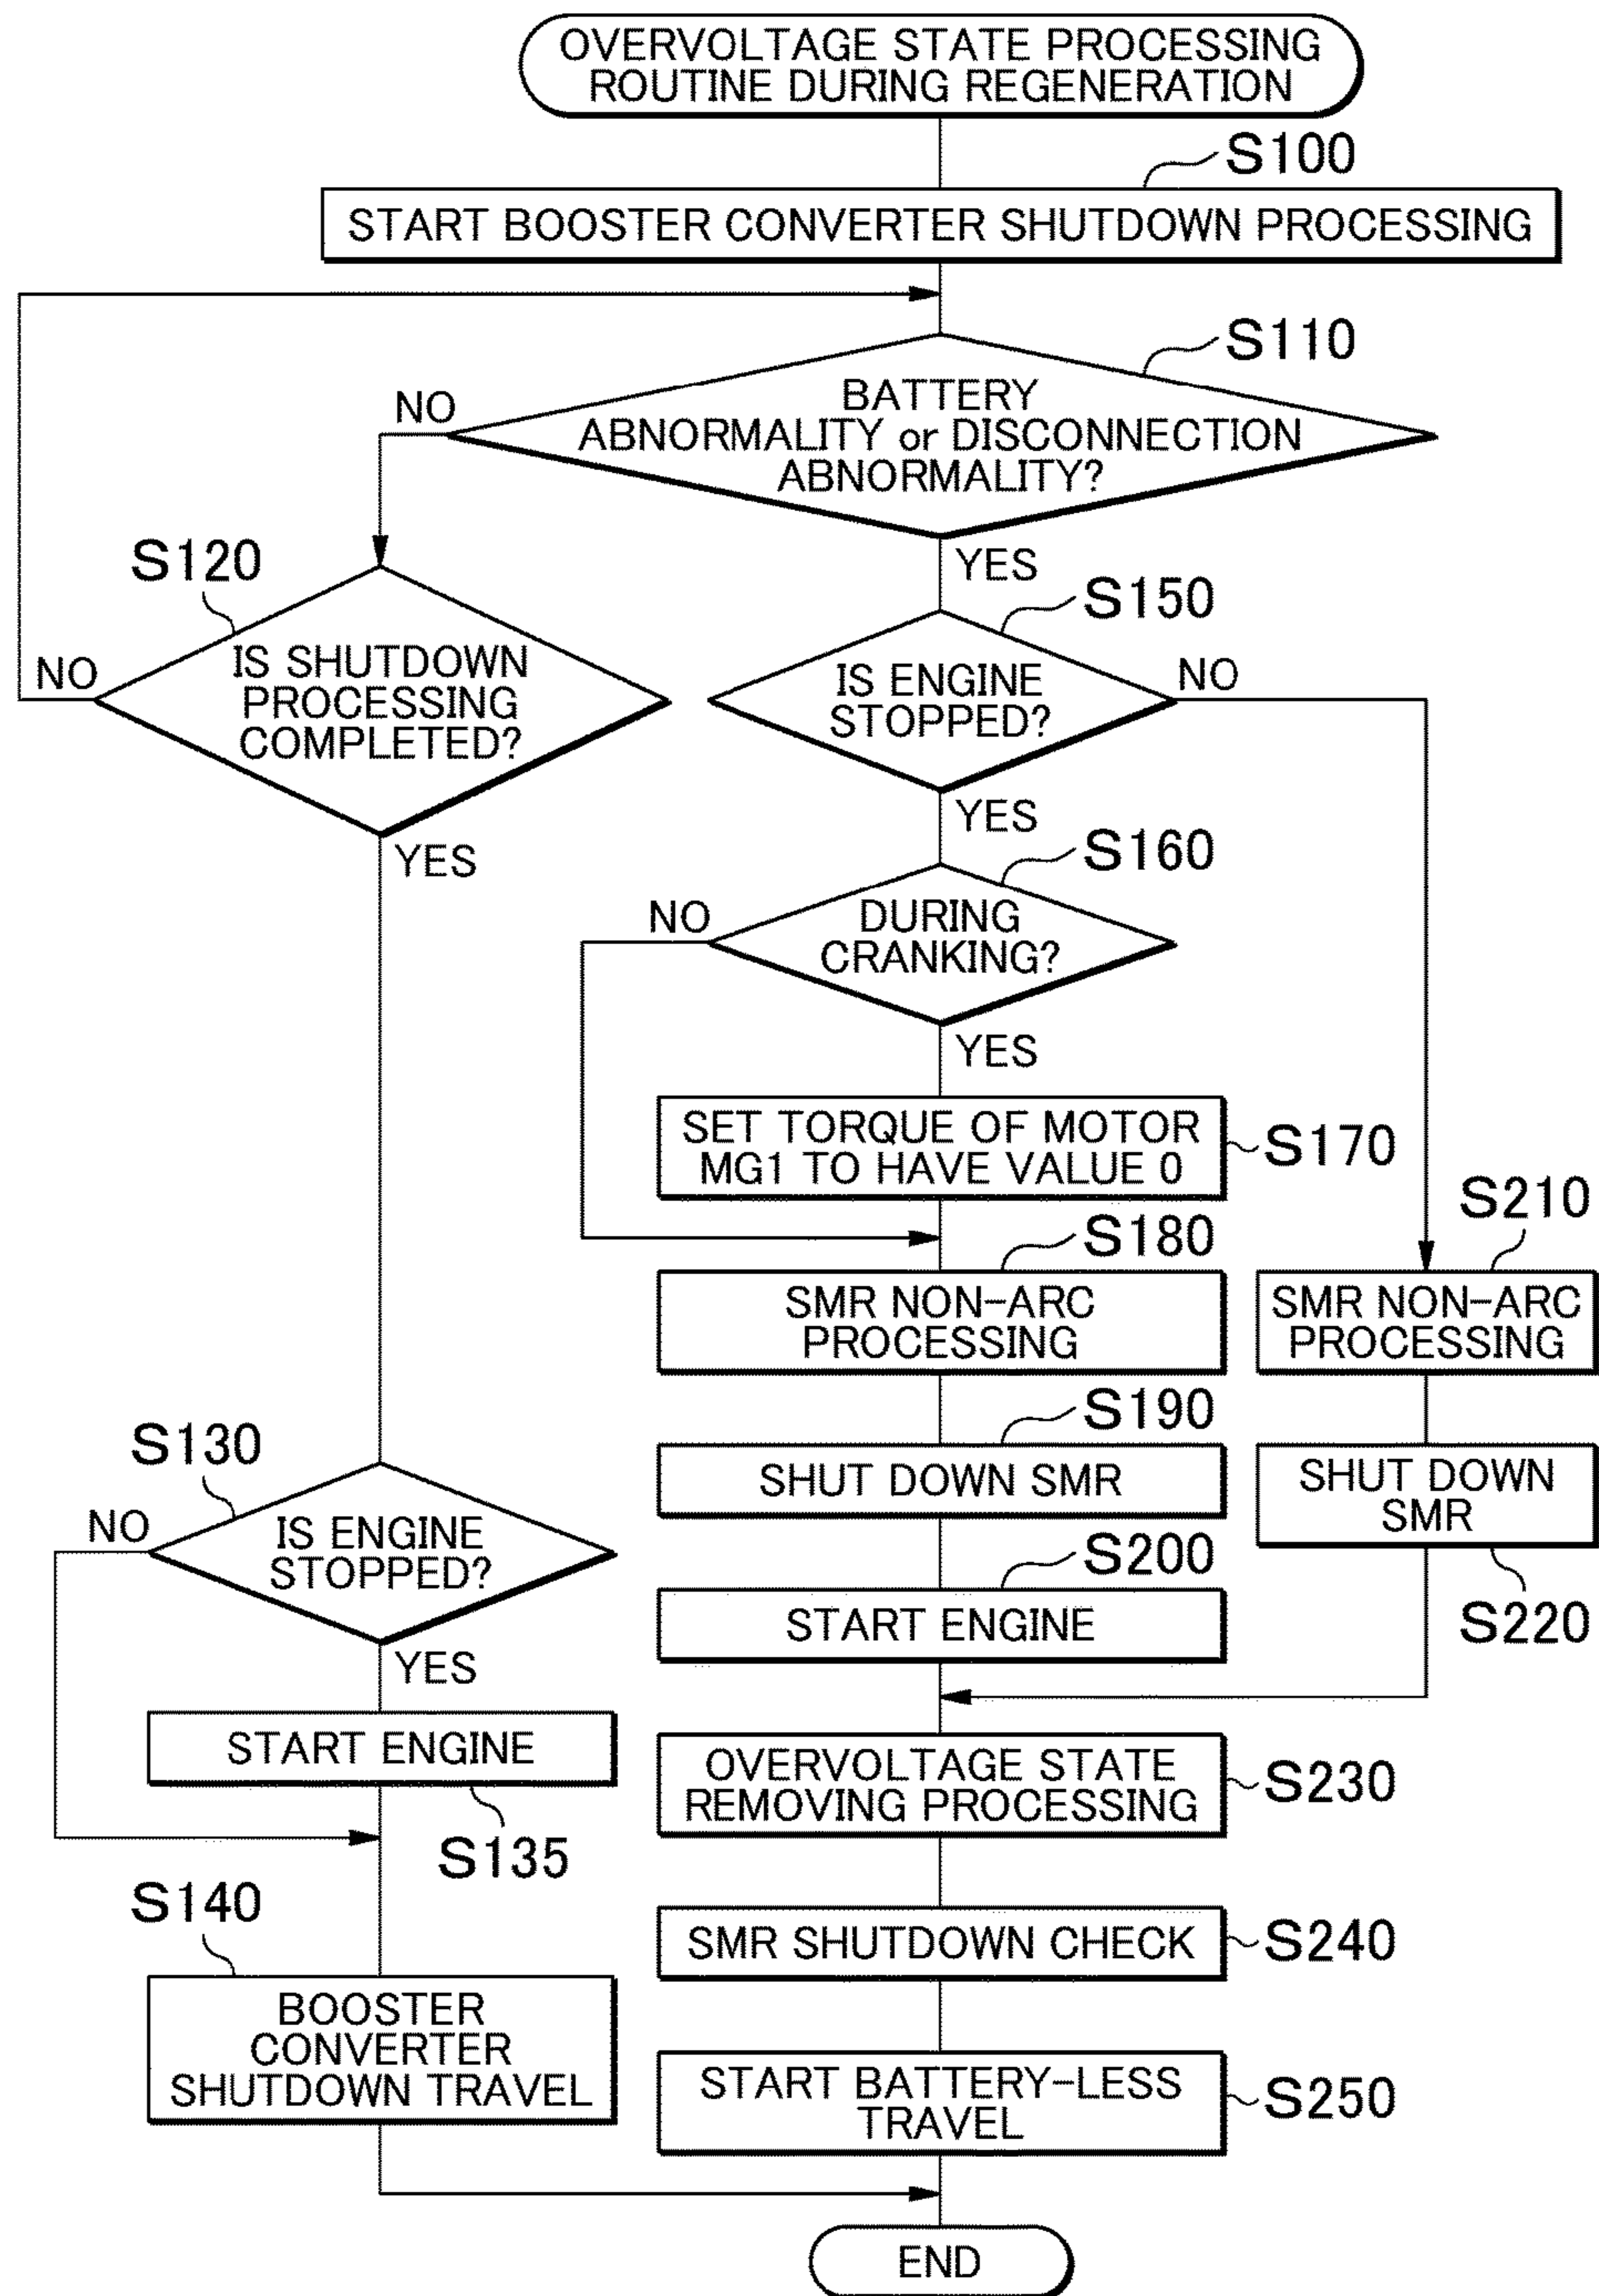 OVERVOLTAGE STATE PROCESSING
ROUTINE DURING REGENERATION
S100
START BOOSTER CONVERTER SHUTDOWN PROCESSING
S110
BATTERY
ABNORMALITY or DISCONNECTION
ABNORMALITY?
NO
YES
S120
IS SHUTDOWN
PROCESSING
COMPLETED?
NO
YES
S150
IS ENGINE
STOPPED?
NO
YES
S160
DURING
CRANKING?
NO
YES
SET TORQUE OF MOTOR
MG1 TO HAVE VALUE 0
S170
S180
SMR NON-ARC
PROCESSING
S210
SMR NON-ARC
PROCESSING
S190
SHUT DOWN SMR
SHUT DOWN
SMR
S220
S130
IS ENGINE
STOPPED?
NO
YES
S200
START ENGINE
START ENGINE
S135
OVERVOLTAGE STATE
REMOVING PROCESSING
S230
S140
BOOSTER
CONVERTER
SHUTDOWN TRAVEL
SMR SHUTDOWN CHECK
S240
START BATTERY-LESS
TRAVEL
S250
END